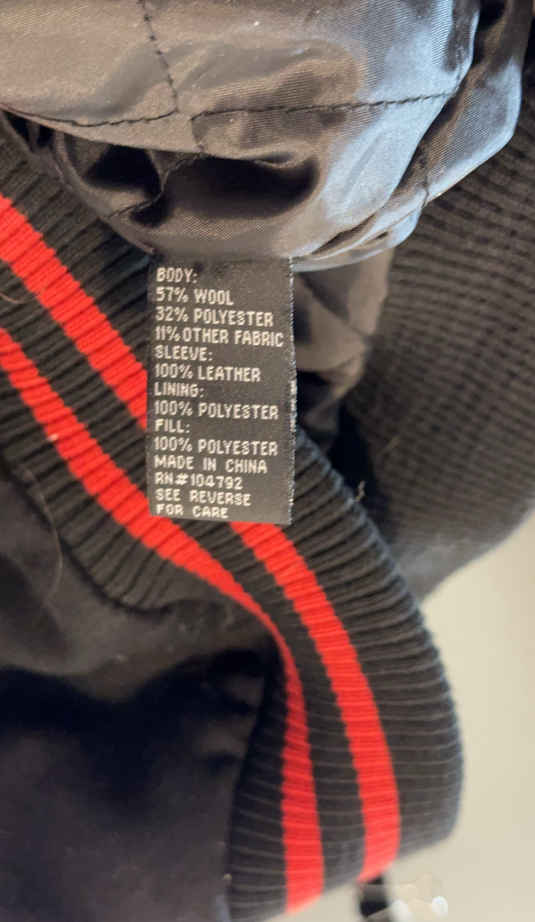 BODY:
57% WOOL
32% POLYESTER
11% OTHER FABRIC
SLEEVE:
100% LEATHER
LINING:
100% POLYESTER
FILL:
100% POLYESTER
MADE IN CHINA
RN#104792
SEE REVERSE
FOR CARE